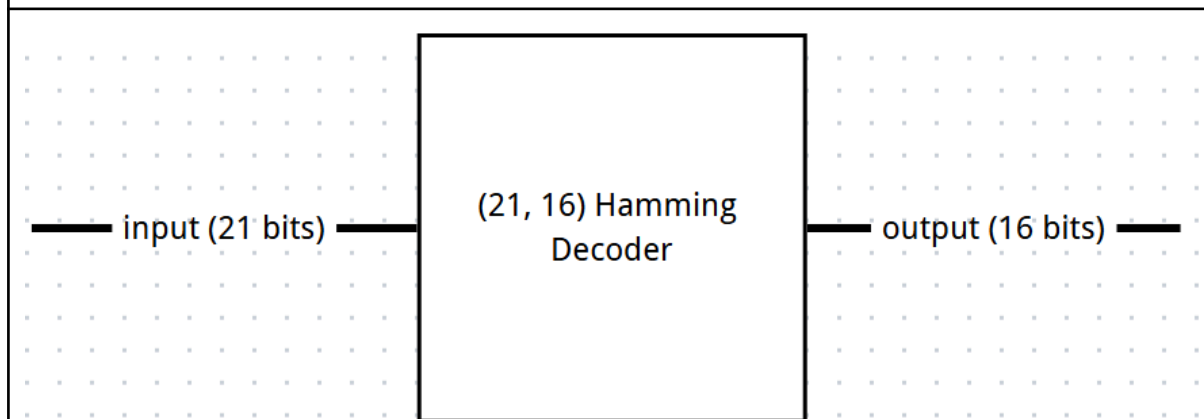 input (21 bits)
(21, 16) Hamming
Decoder
output (16 bits)